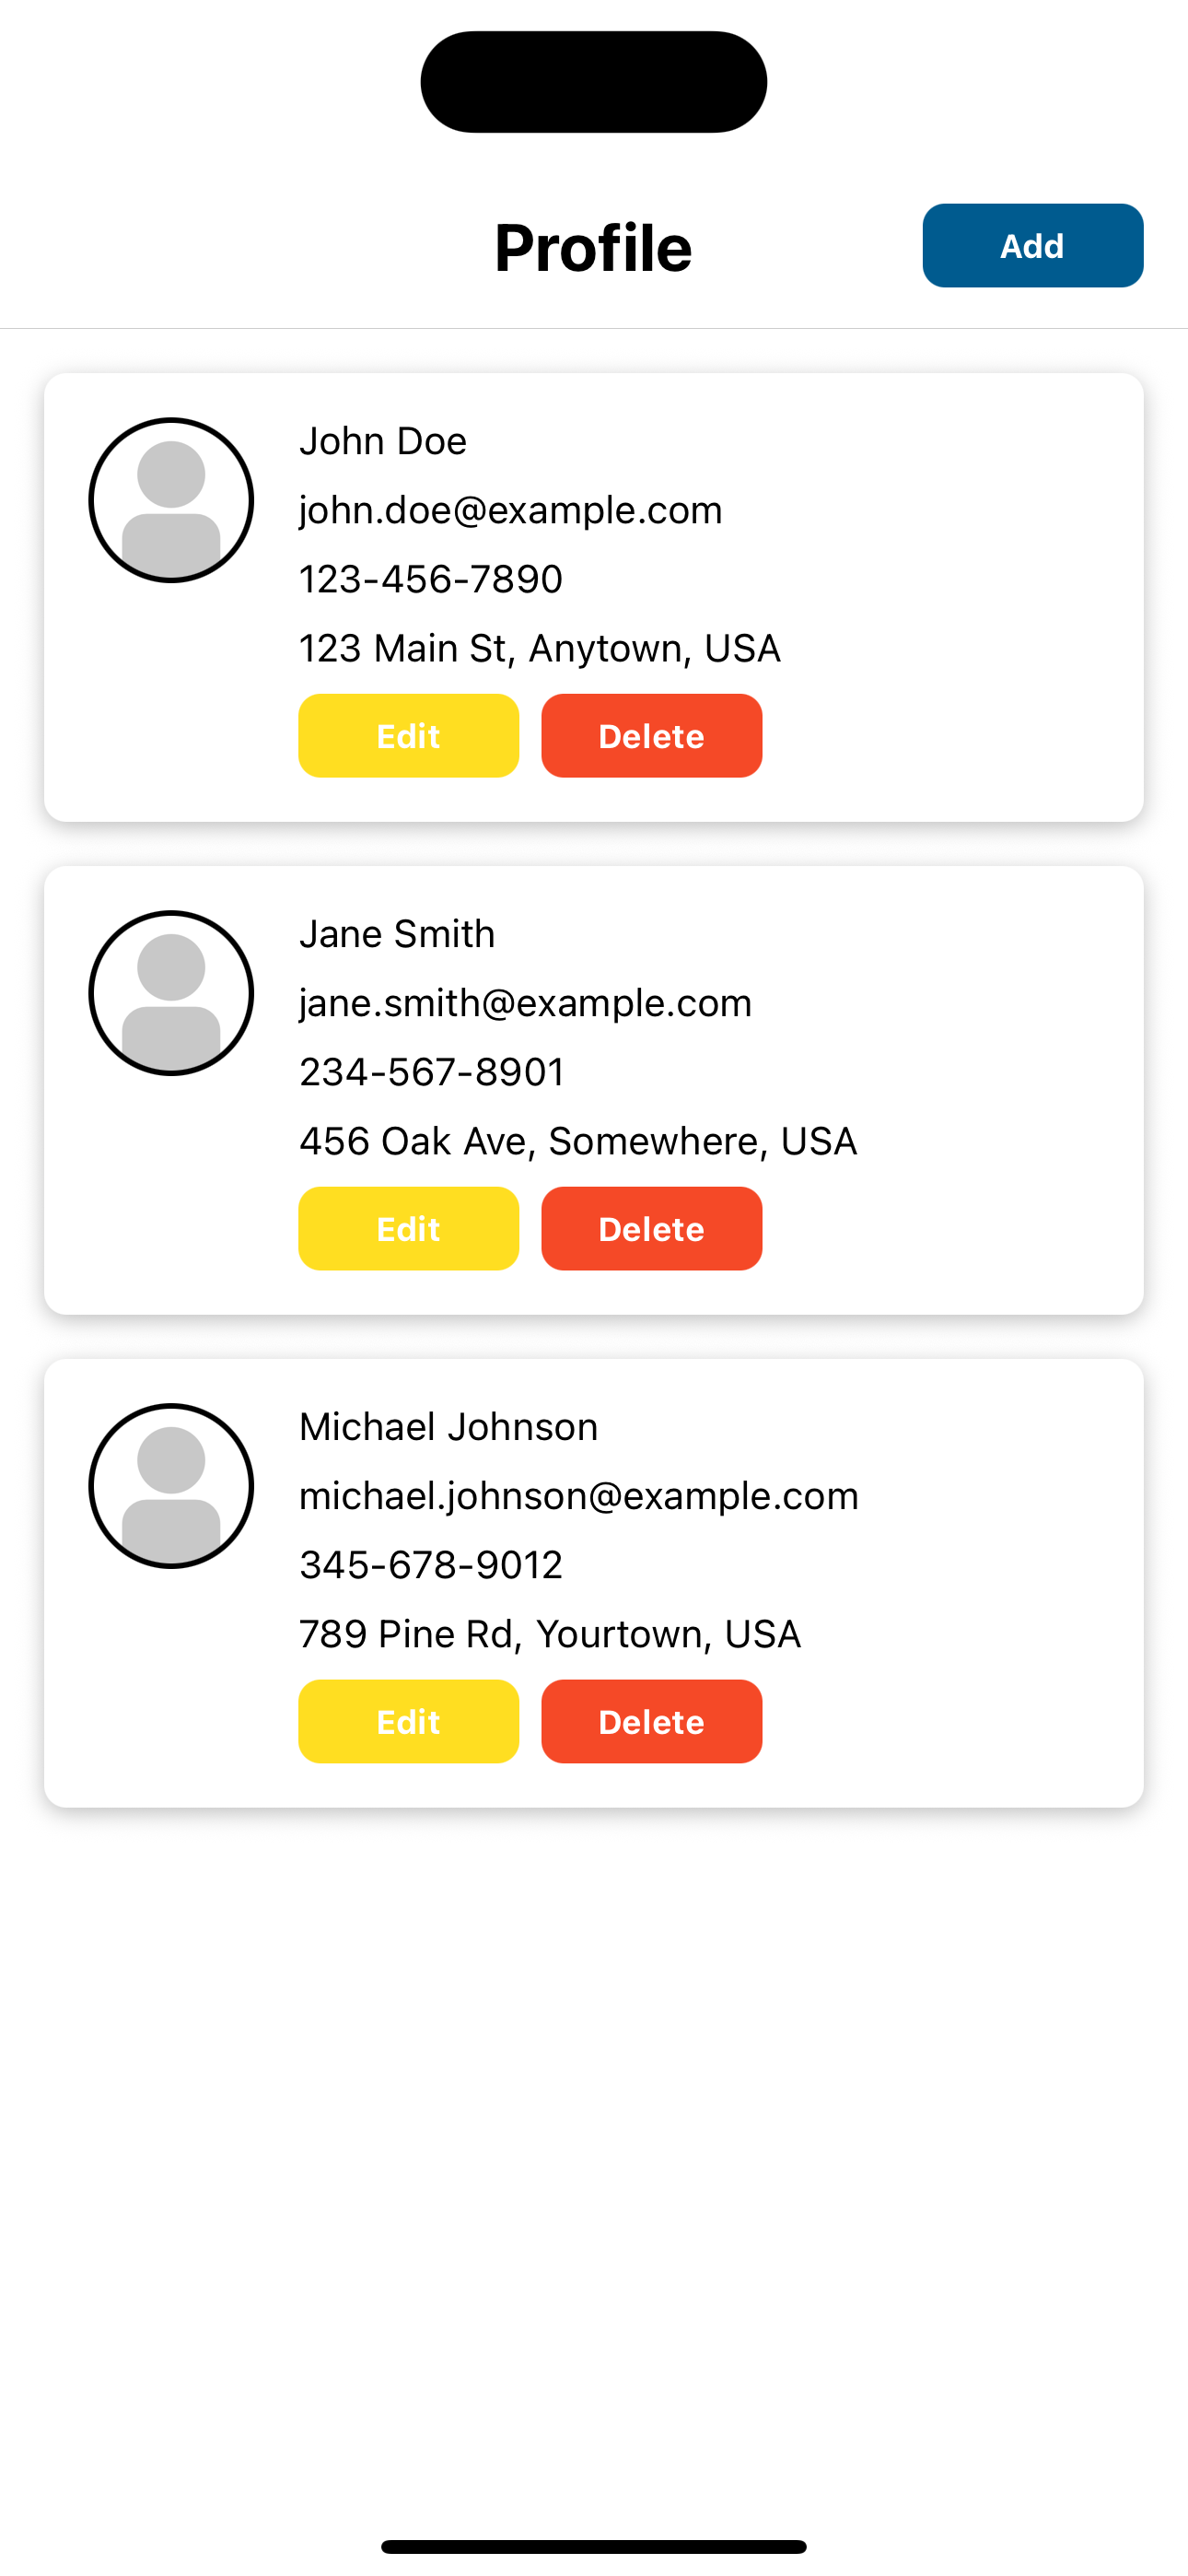 Profile
Add
John Doe
john.doe@example.com
123-456-7890
123 Main St, Anytown, USA
Edit
Delete
Jane Smith
jane.smith@example.com
234-567-8901
456 Oak Ave, Somewhere, USA
Edit
Delete
Michael Johnson
michael.johnson@example.com
345-678-9012
789 Pine Rd, Yourtown, USA
Edit
Delete